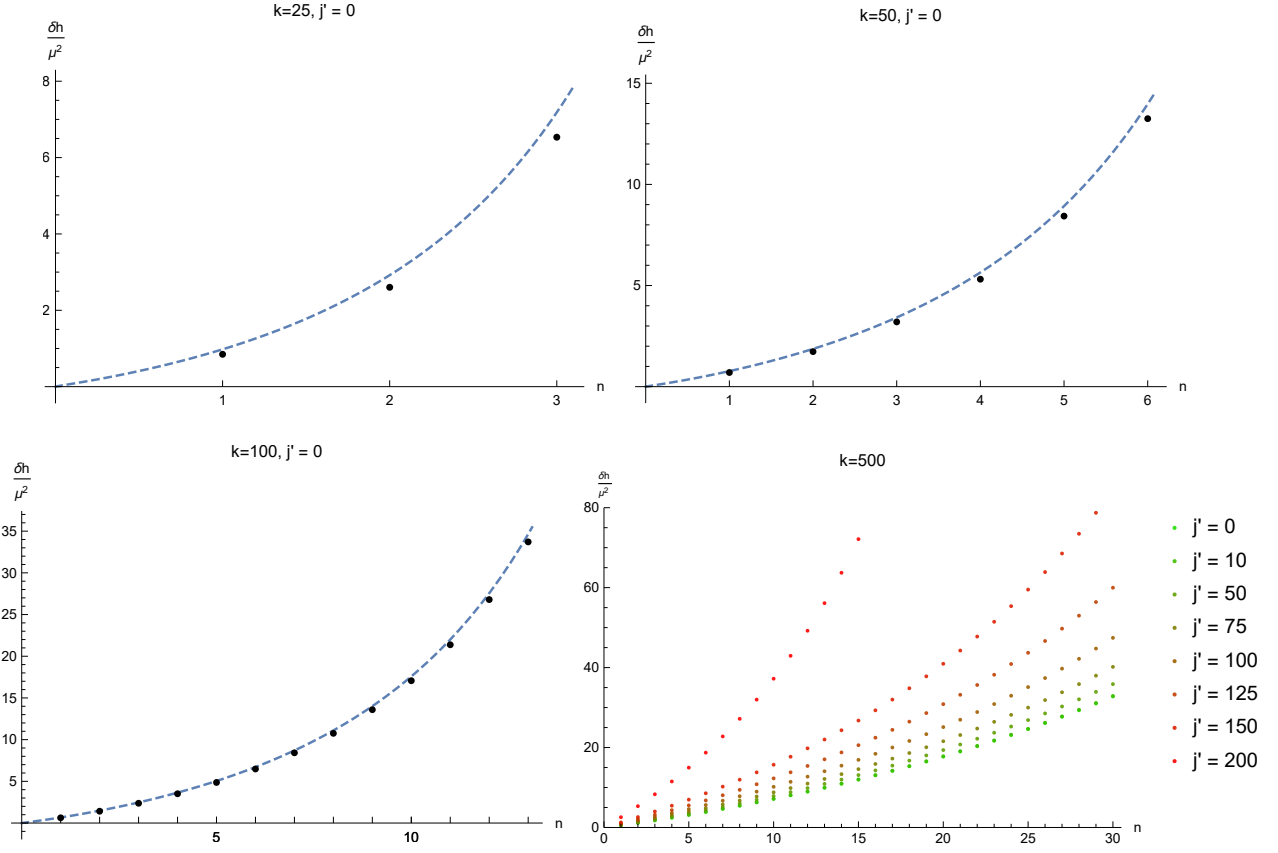 k=25, j' = 0
δh
μ²
8
6
4
2
1 2 3 n
k=50, j' = 0
δh
μ²
15
10
5
1 2 3 4 5 6 n
k=100, j' = 0
δh
μ²
35
30
25
20
15
10
5
5 10 n
k=500
δh
μ²
80
60
40
20
0
0 5 10 15 20 25 30 n
j' = 0
j' = 10
j' = 50
j' = 75
j' = 100
j' = 125
j' = 150
j' = 200